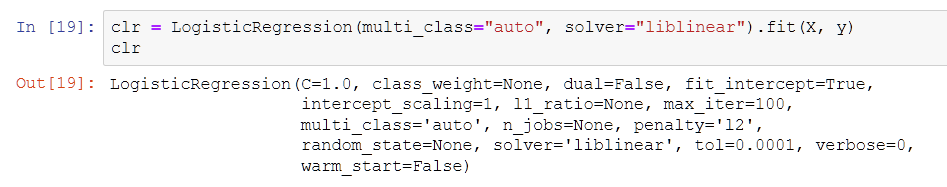 In [19]: clr = LogisticRegression(multi_class="auto", solver="liblinear").fit(X, y)
clr
Out[19]: LogisticRegression(C=1.0, class_weight=None, dual=False, fit_intercept=True,
intercept_scaling=1, l1_ratio=None, max_iter=100,
multi_class='auto', n_jobs=None, penalty='l2',
random_state=None, solver='liblinear', tol=0.0001, verbose=0,
warm_start=False)